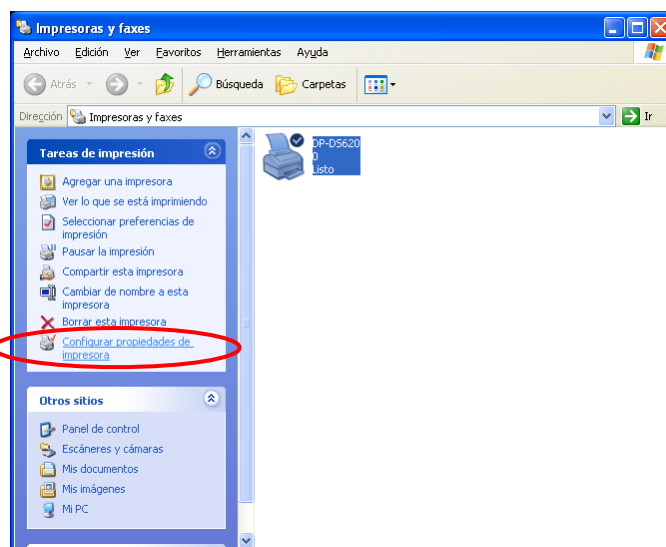 Impresoras y faxes
Archivo Edición Ver Favoritos Herramientas Ayuda
Atrás Búsqueda Carpetas
Dirección Impresoras y faxes Ir
Tareas de impresión
Agregar una impresora
Ver lo que se está imprimiendo
Seleccionar preferencias de
impresión
Pausar la impresión
Compartir esta impresora
Cambiar de nombre a esta
impresora
Borrar esta impresora
Configurar propiedades de
impresora
Otros sitios
Panel de control
Escáneres y cámaras
Mis documentos
Mis imágenes
Mi PC
DP-DS620
0
Listo